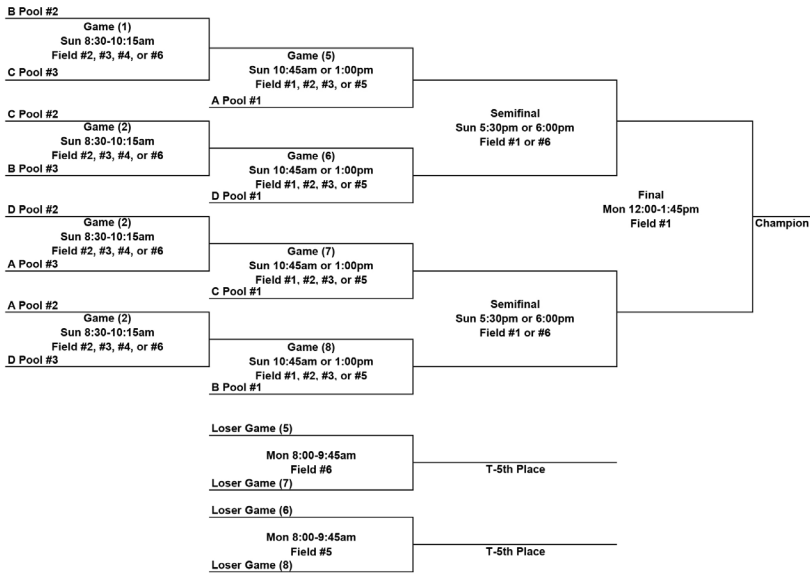 B Pool #2
Game (1)
Sun 8:30-10:15am
Field #2, #3, #4, or #6
C Pool #3
Game (5)
Sun 10:45am or 1:00pm
Field #1, #2, #3, or #5
A Pool #1
C Pool #2
Game (2)
Sun 8:30-10:15am
Field #2, #3, #4, or #6
B Pool #3
Game (6)
Sun 10:45am or 1:00pm
Field #1, #2, #3, or #5
D Pool #1
Semifinal
Sun 5:30pm or 6:00pm
Field #1 or #6
D Pool #2
Game (2)
Sun 8:30-10:15am
Field #2, #3, #4, or #6
A Pool #3
Game (7)
Sun 10:45am or 1:00pm
Field #1, #2, #3, or #5
C Pool #1
A Pool #2
Game (2)
Sun 8:30-10:15am
Field #2, #3, #4, or #6
D Pool #3
Game (8)
Sun 10:45am or 1:00pm
Field #1, #2, #3, or #5
B Pool #1
Semifinal
Sun 5:30pm or 6:00pm
Field #1 or #6
Final
Mon 12:00-1:45pm
Field #1
Champion
Loser Game (5)
Mon 8:00-9:45am
Field #6
Loser Game (7)
T-5th Place
Loser Game (6)
Mon 8:00-9:45am
Field #5
Loser Game (8)
T-5th Place